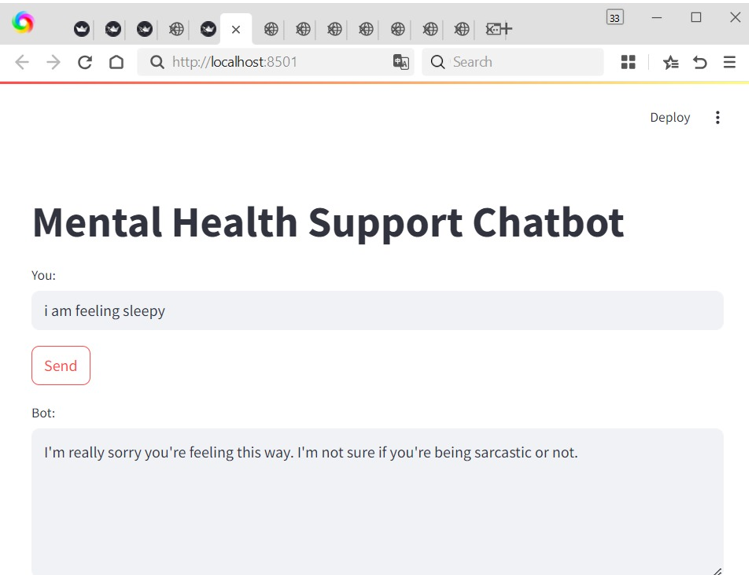 33
http://localhost:8501
Search
Deploy
Mental Health Support Chatbot
You:
i am feeling sleepy
Send
Bot:
I'm really sorry you're feeling this way. I'm not sure if you're being sarcastic or not.